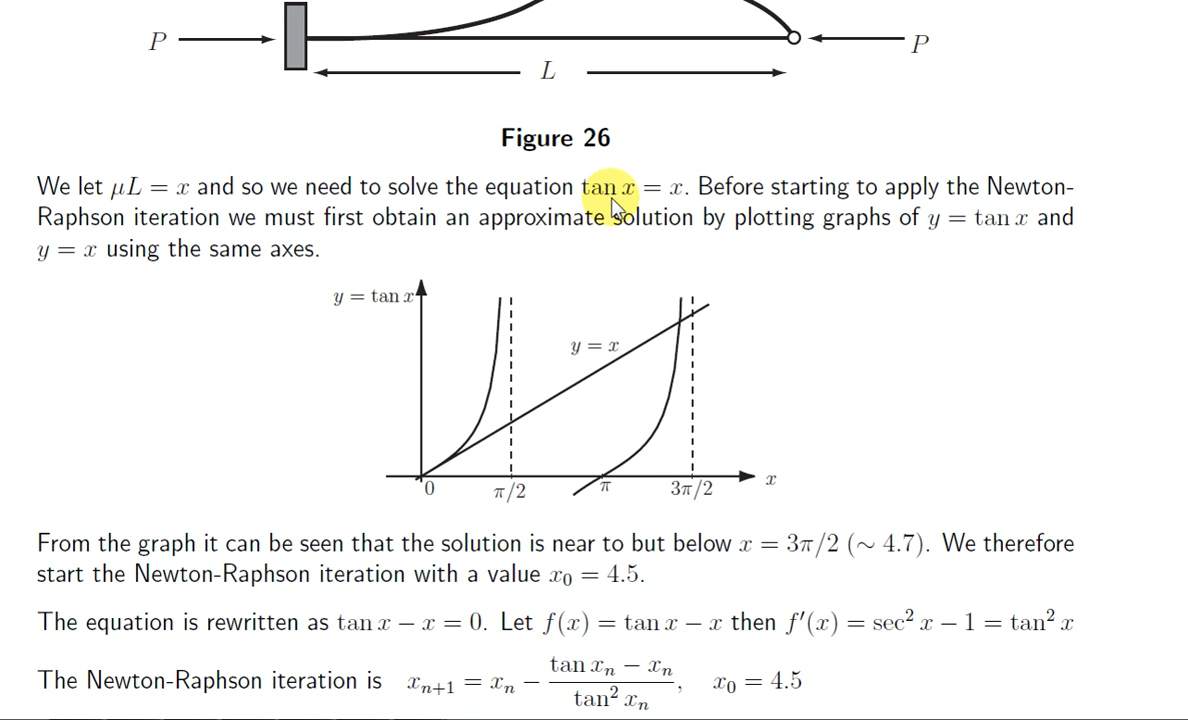 P P
L
Figure 26
We let μL = x and so we need to solve the equation tan x = x. Before starting to apply the Newton-
Raphson iteration we must first obtain an approximate solution by plotting graphs of y = tan x and
y = x using the same axes.
y = tan x
y = x
0 π/2 π 3π/2 x
From the graph it can be seen that the solution is near to but below x = 3π/2 (∼ 4.7). We therefore
start the Newton-Raphson iteration with a value x₀ = 4.5.
The equation is rewritten as tan x − x = 0. Let f(x) = tan x − x then f′(x) = sec² x − 1 = tan² x
The Newton-Raphson iteration is xₙ₊₁ = xₙ − (tan xₙ − xₙ)/(tan² xₙ), x₀ = 4.5